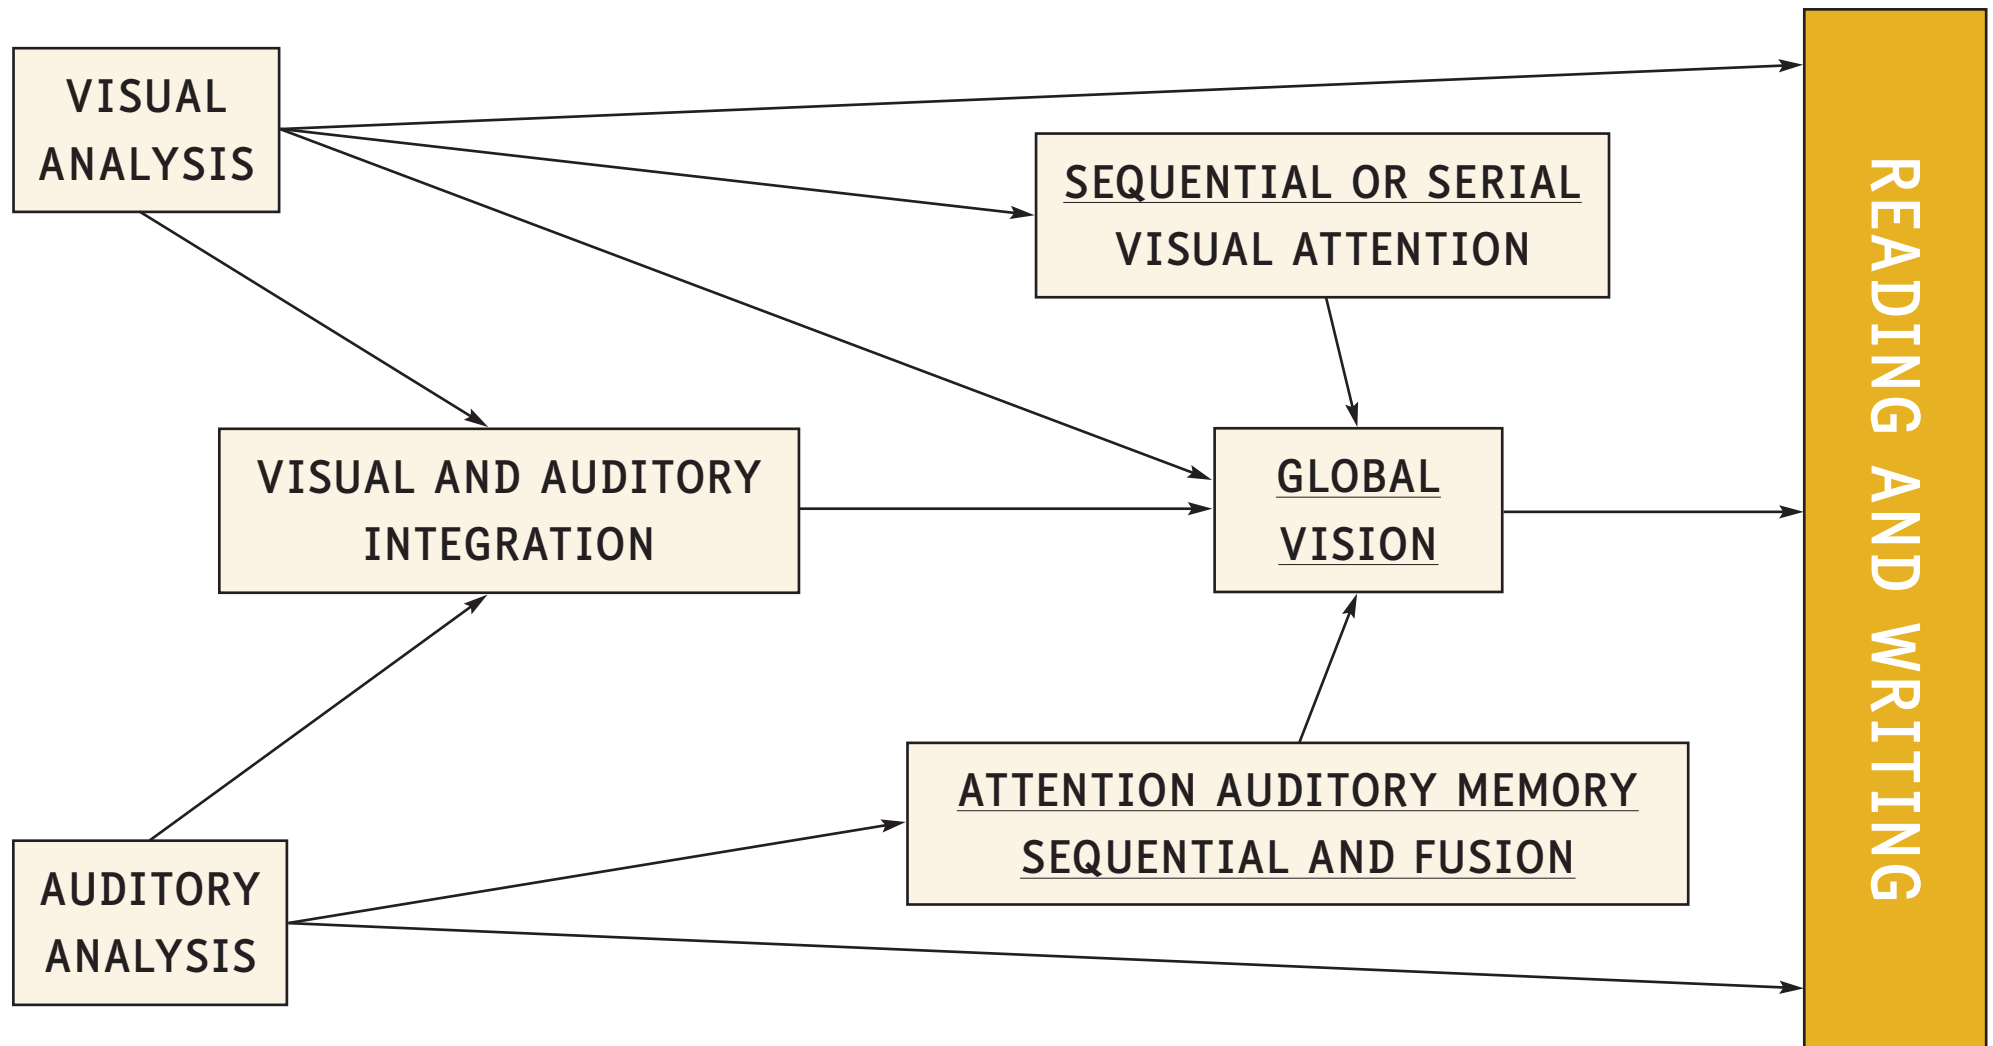 VISUAL
ANALYSIS
SEQUENTIAL OR SERIAL
VISUAL ATTENTION
VISUAL AND AUDITORY
INTEGRATION
GLOBAL
VISION
ATTENTION AUDITORY MEMORY
SEQUENTIAL AND FUSION
AUDITORY
ANALYSIS
READING AND WRITING